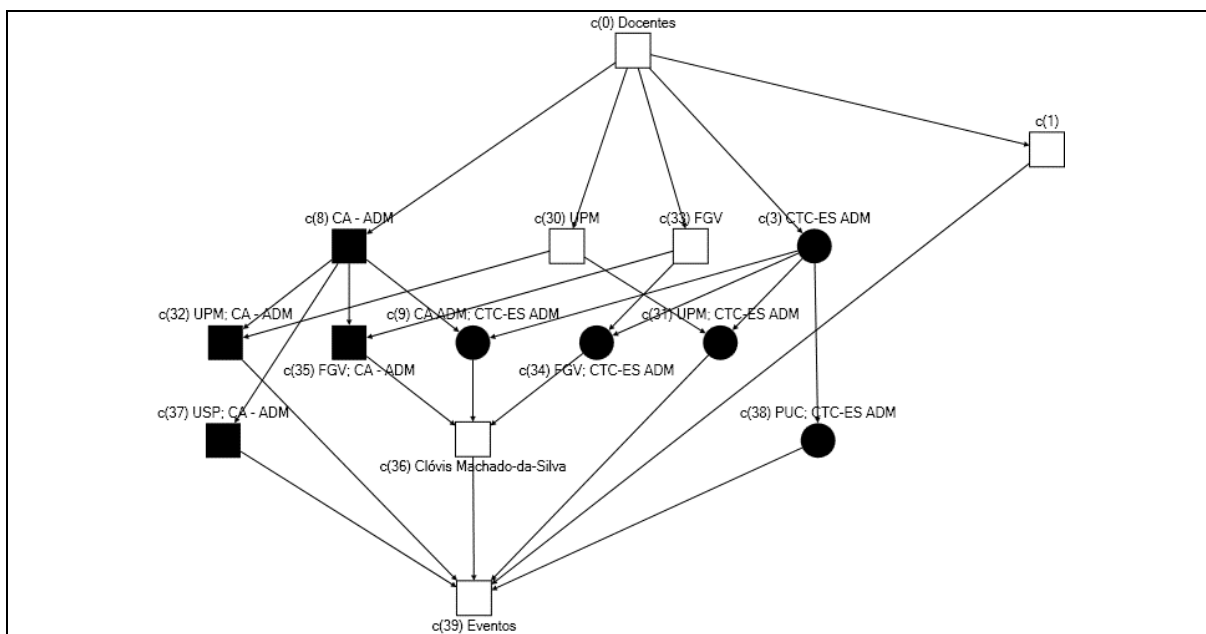 c(0) Docentes
c(1)
c(8) CA - ADM
c(30) UPM
c(33) FGV
c(3) CTC-ES ADM
c(32) UPM; CA - ADM
c(9) CA ADM; CTC-ES ADM
c(31) UPM; CTC-ES ADM
c(35) FGV; CA - ADM
c(34) FGV; CTC-ES ADM
c(37) USP; CA - ADM
c(38) PUC; CTC-ES ADM
c(36) Clóvis Machado-da-Silva
c(39) Eventos